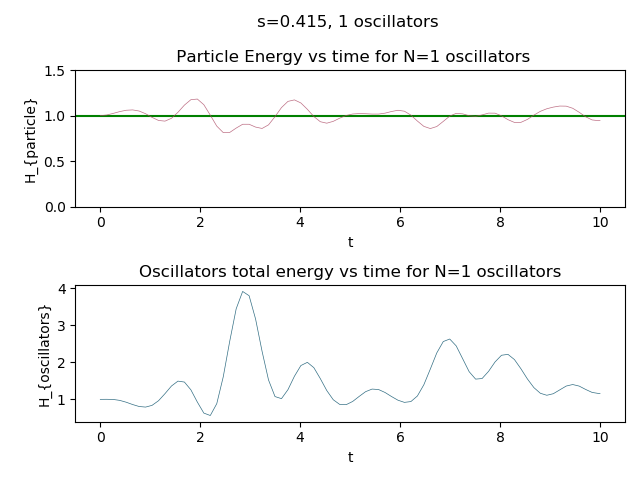 s=0.415, 1 oscillators
Particle Energy vs time for N=1 oscillators
1.5
1.0
0.5
0.0
H_{particle}
0 2 4 6 8 10
t
Oscillators total energy vs time for N=1 oscillators
4
3
2
1
H_{oscillators}
0 2 4 6 8 10
t